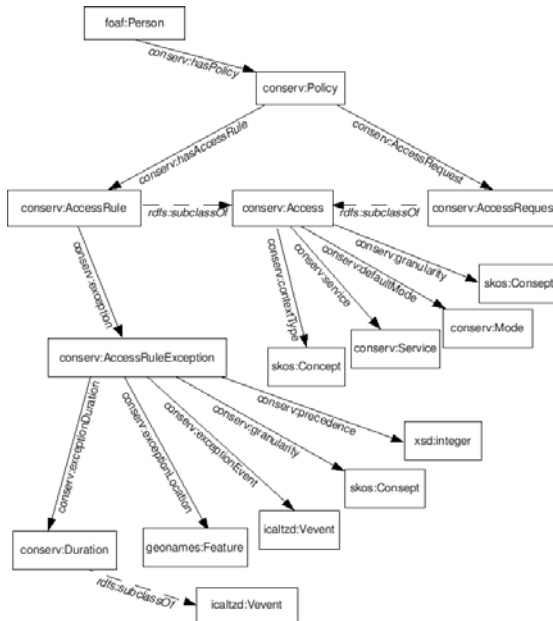 foaf:Person
conserv:hasPolicy
conserv:Policy
conserv:hasAccessRule
conserv:AccessRequest
conserv:AccessRule
rdfs:subclassOf
conserv:Access
rdfs:subclassOf
conserv:AccessReques
conserv:exception
conserv:contextType
conserv:service
conserv:defaultMode
conserv:granularity
skos:Consept
conserv:Mode
conserv:Service
skos:Concept
conserv:AccessRuleException
conserv:exceptionDuration
conserv:exceptionLocation
conserv:exceptionEvent
conserv:granularity
conserv:precedence
xsd:integer
skos:Consept
icaltzd:Vevent
geonames:Feature
conserv:Duration
rdfs:subclassOf
icaltzd:Vevent